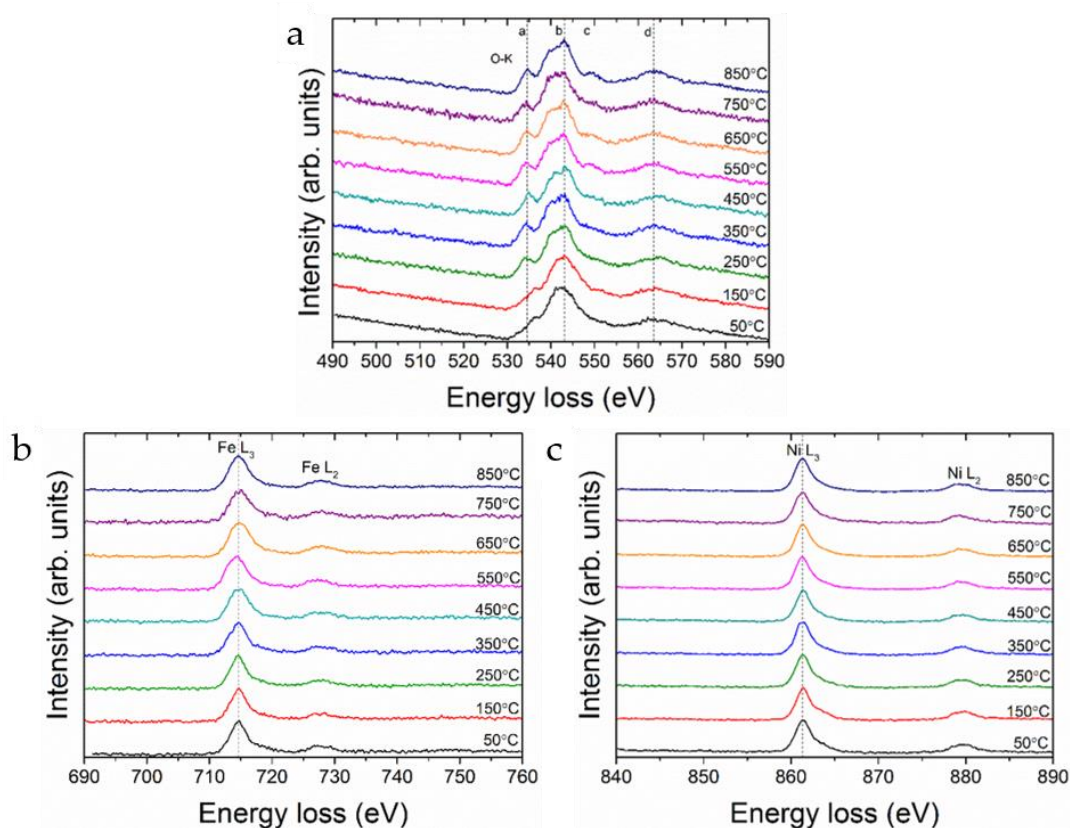 a
O-K
a b c d
850°C
750°C
650°C
550°C
450°C
350°C
250°C
150°C
50°C
Intensity (arb. units)
490 500 510 520 530 540 550 560 570 580 590
Energy loss (eV)
b
Fe L3
Fe L2
850°C
750°C
650°C
550°C
450°C
350°C
250°C
150°C
50°C
Intensity (arb. units)
690 700 710 720 730 740 750 760
Energy loss (eV)
c
Ni L3
Ni L2
850°C
750°C
650°C
550°C
450°C
350°C
250°C
150°C
50°C
Intensity (arb. units)
840 850 860 870 880 890
Energy loss (eV)